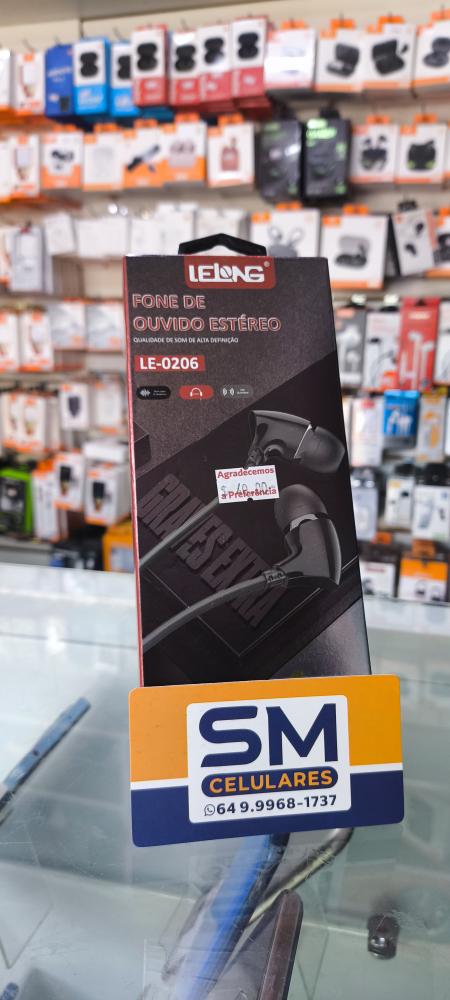 LELONG®
FONE DE
OUVIDO ESTÉREO
QUALIDADE DE SOM DE ALTA DEFINIÇÃO
LE-0206
Agradecemos
a Preferência
GRAVES EXTRA
SM
CELULARES
64 9.9968-1737